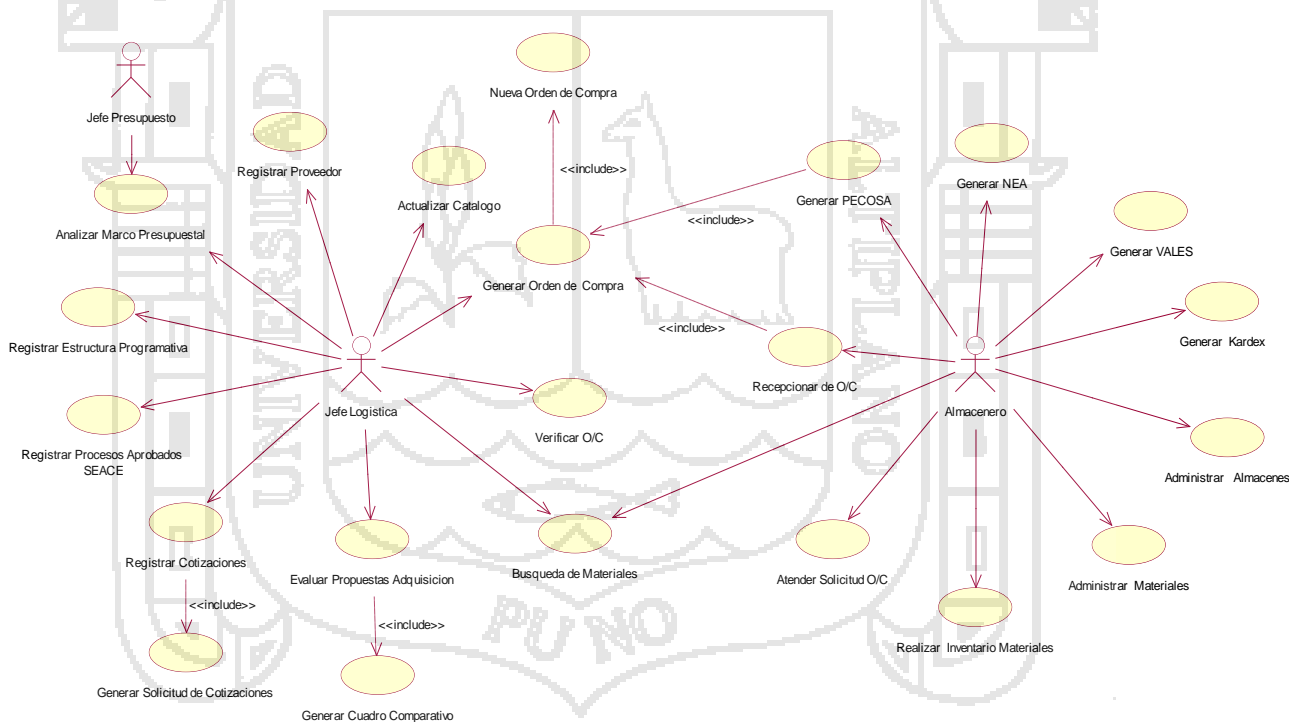 Nueva Orden de Compra
Jefe Presupuesto
Registrar Proveedor
<<include>>
Generar NEA
Actualizar Catalogo
Generar PECOSA
<<include>>
Analizar Marco Presupuestal
Generar VALES
Generar Orden de Compra
<<include>>
Registrar Estructura Programativa
Generar Kardex
Recepcionar de O/C
Jefe Logistica
Almacenero
Verificar O/C
Registrar Procesos Aprobados
SEACE
Administrar Almacenes
Registrar Cotizaciones
Evaluar Propuestas Adquisicion
Busqueda de Materiales
Atender Solicitud O/C
Administrar Materiales
<<include>>
<<include>>
Realizar Inventario Materiales
Generar Solicitud de Cotizaciones
Generar Cuadro Comparativo
UNIVERSIDAD
ALTIPLANO
PUNO